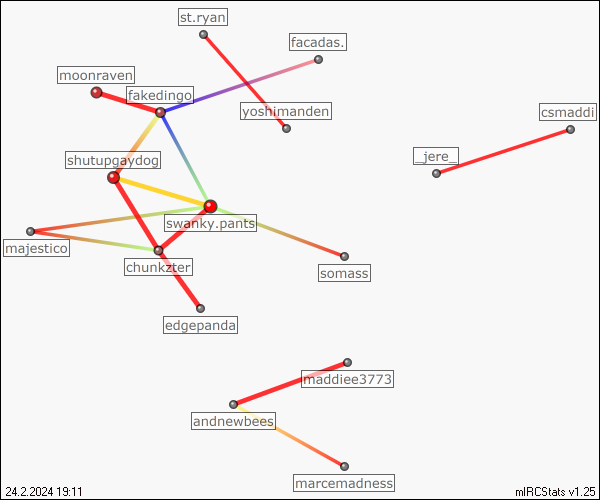 st.ryan
facadas.
moonraven
fakedingo
yoshimanden
csmaddi
_jere_
shutupgaydog
swanky.pants
majestico
chunkzter
somass
edgepanda
maddiee3773
andnewbees
marcemadness
24.2.2024 19:11
mIRCStats v1.25